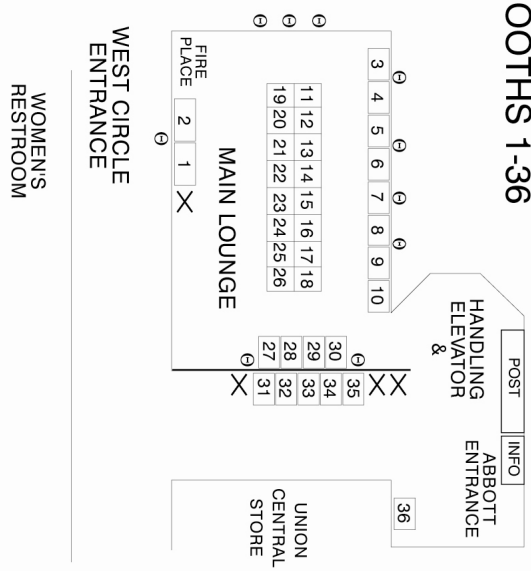 OOTHS 1-36
POST
INFO
ABBOTT
ENTRANCE
HANDLING
ELEVATOR
&
36
3 4 5 6 7 8 9 10
11 12 13 14 15 16 17 18
19 20 21 22 23 24 25 26
30 35
29 34
28 33
27 32
31
MAIN LOUNGE
FIRE
PLACE
2 1
UNION
CENTRAL
STORE
WEST CIRCLE
ENTRANCE
WOMEN'S
RESTROOM